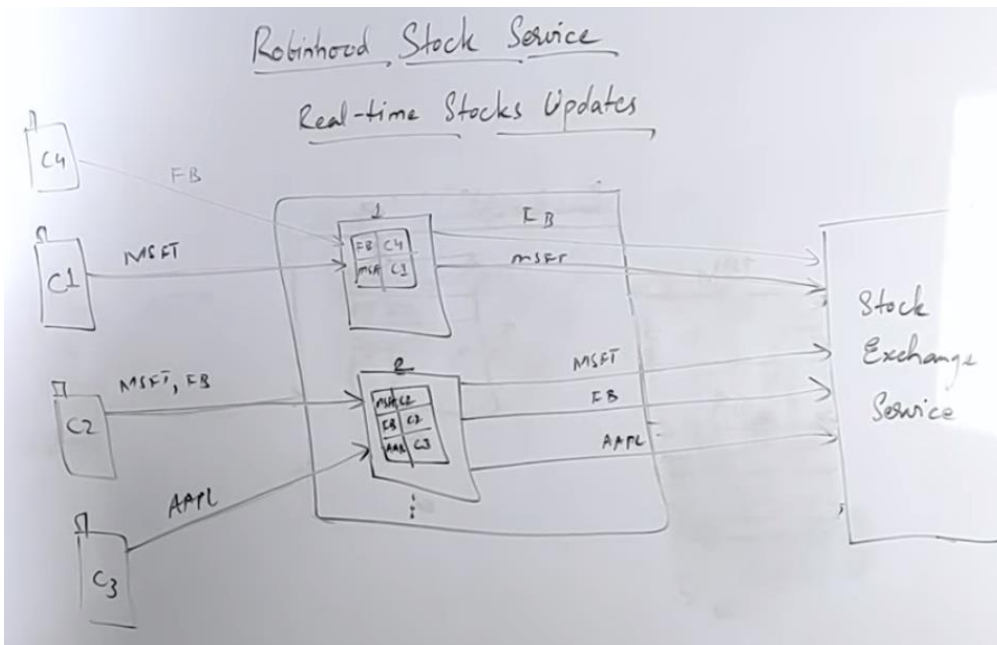 Robinhood Stock Service
Real-time Stocks Updates
C4
FB
C1
MSFT
C2
MSFT, FB
C3
AAPL
1
FB C4
MSFT C1
2
MSFT C2
FB C2
C3
FB
MSFT
MSFT
FB
AAPL
Stock
Exchange
Service